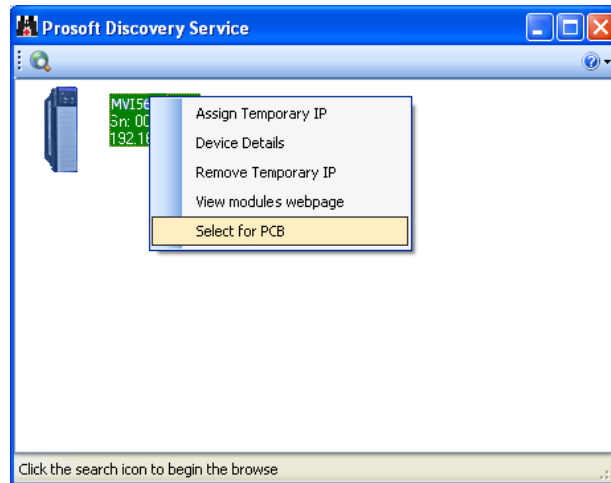 Prosoft Discovery Service
MVI56
Sn: 00
192.16
Assign Temporary IP
Device Details
Remove Temporary IP
View modules webpage
Select for PCB
Click the search icon to begin the browse